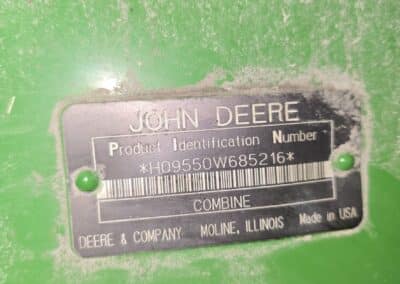 JOHN DEERE
Product Identification Number
*H09550W685216*
COMBINE
DEERE & COMPANY MOLINE, ILLINOIS Made in USA